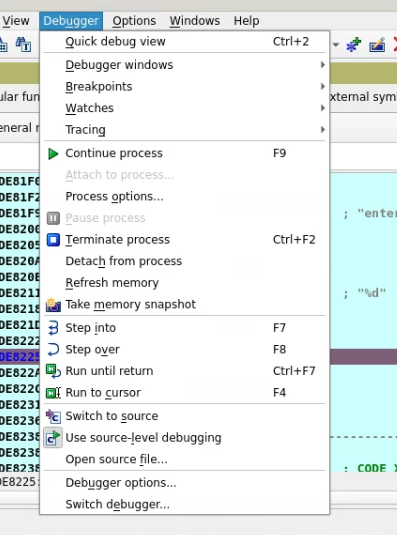 View Debugger Options Windows Help
Quick debug view Ctrl+2
Debugger windows
Breakpoints
Watches
Tracing
Continue process F9
Attach to process...
Process options...
Pause process
Terminate process Ctrl+F2
Detach from process
Refresh memory
Take memory snapshot
Step into F7
Step over F8
Run until return Ctrl+F7
Run to cursor F4
Switch to source
Use source-level debugging
Open source file...
Debugger options...
Switch debugger...
ular fun
xternal sym
eneral r
DE81F0
DE81F2
DE81F9 ; "enter
DE8200
DE8205
DE820A
DE820E
DE8211 ; "%d"
DE8218
DE821D
DE8222
DE8225
DE822A
DE822C
DE8231
DE8236
DE8238
DE8238
DE8238 ; CODE X
DE8225: